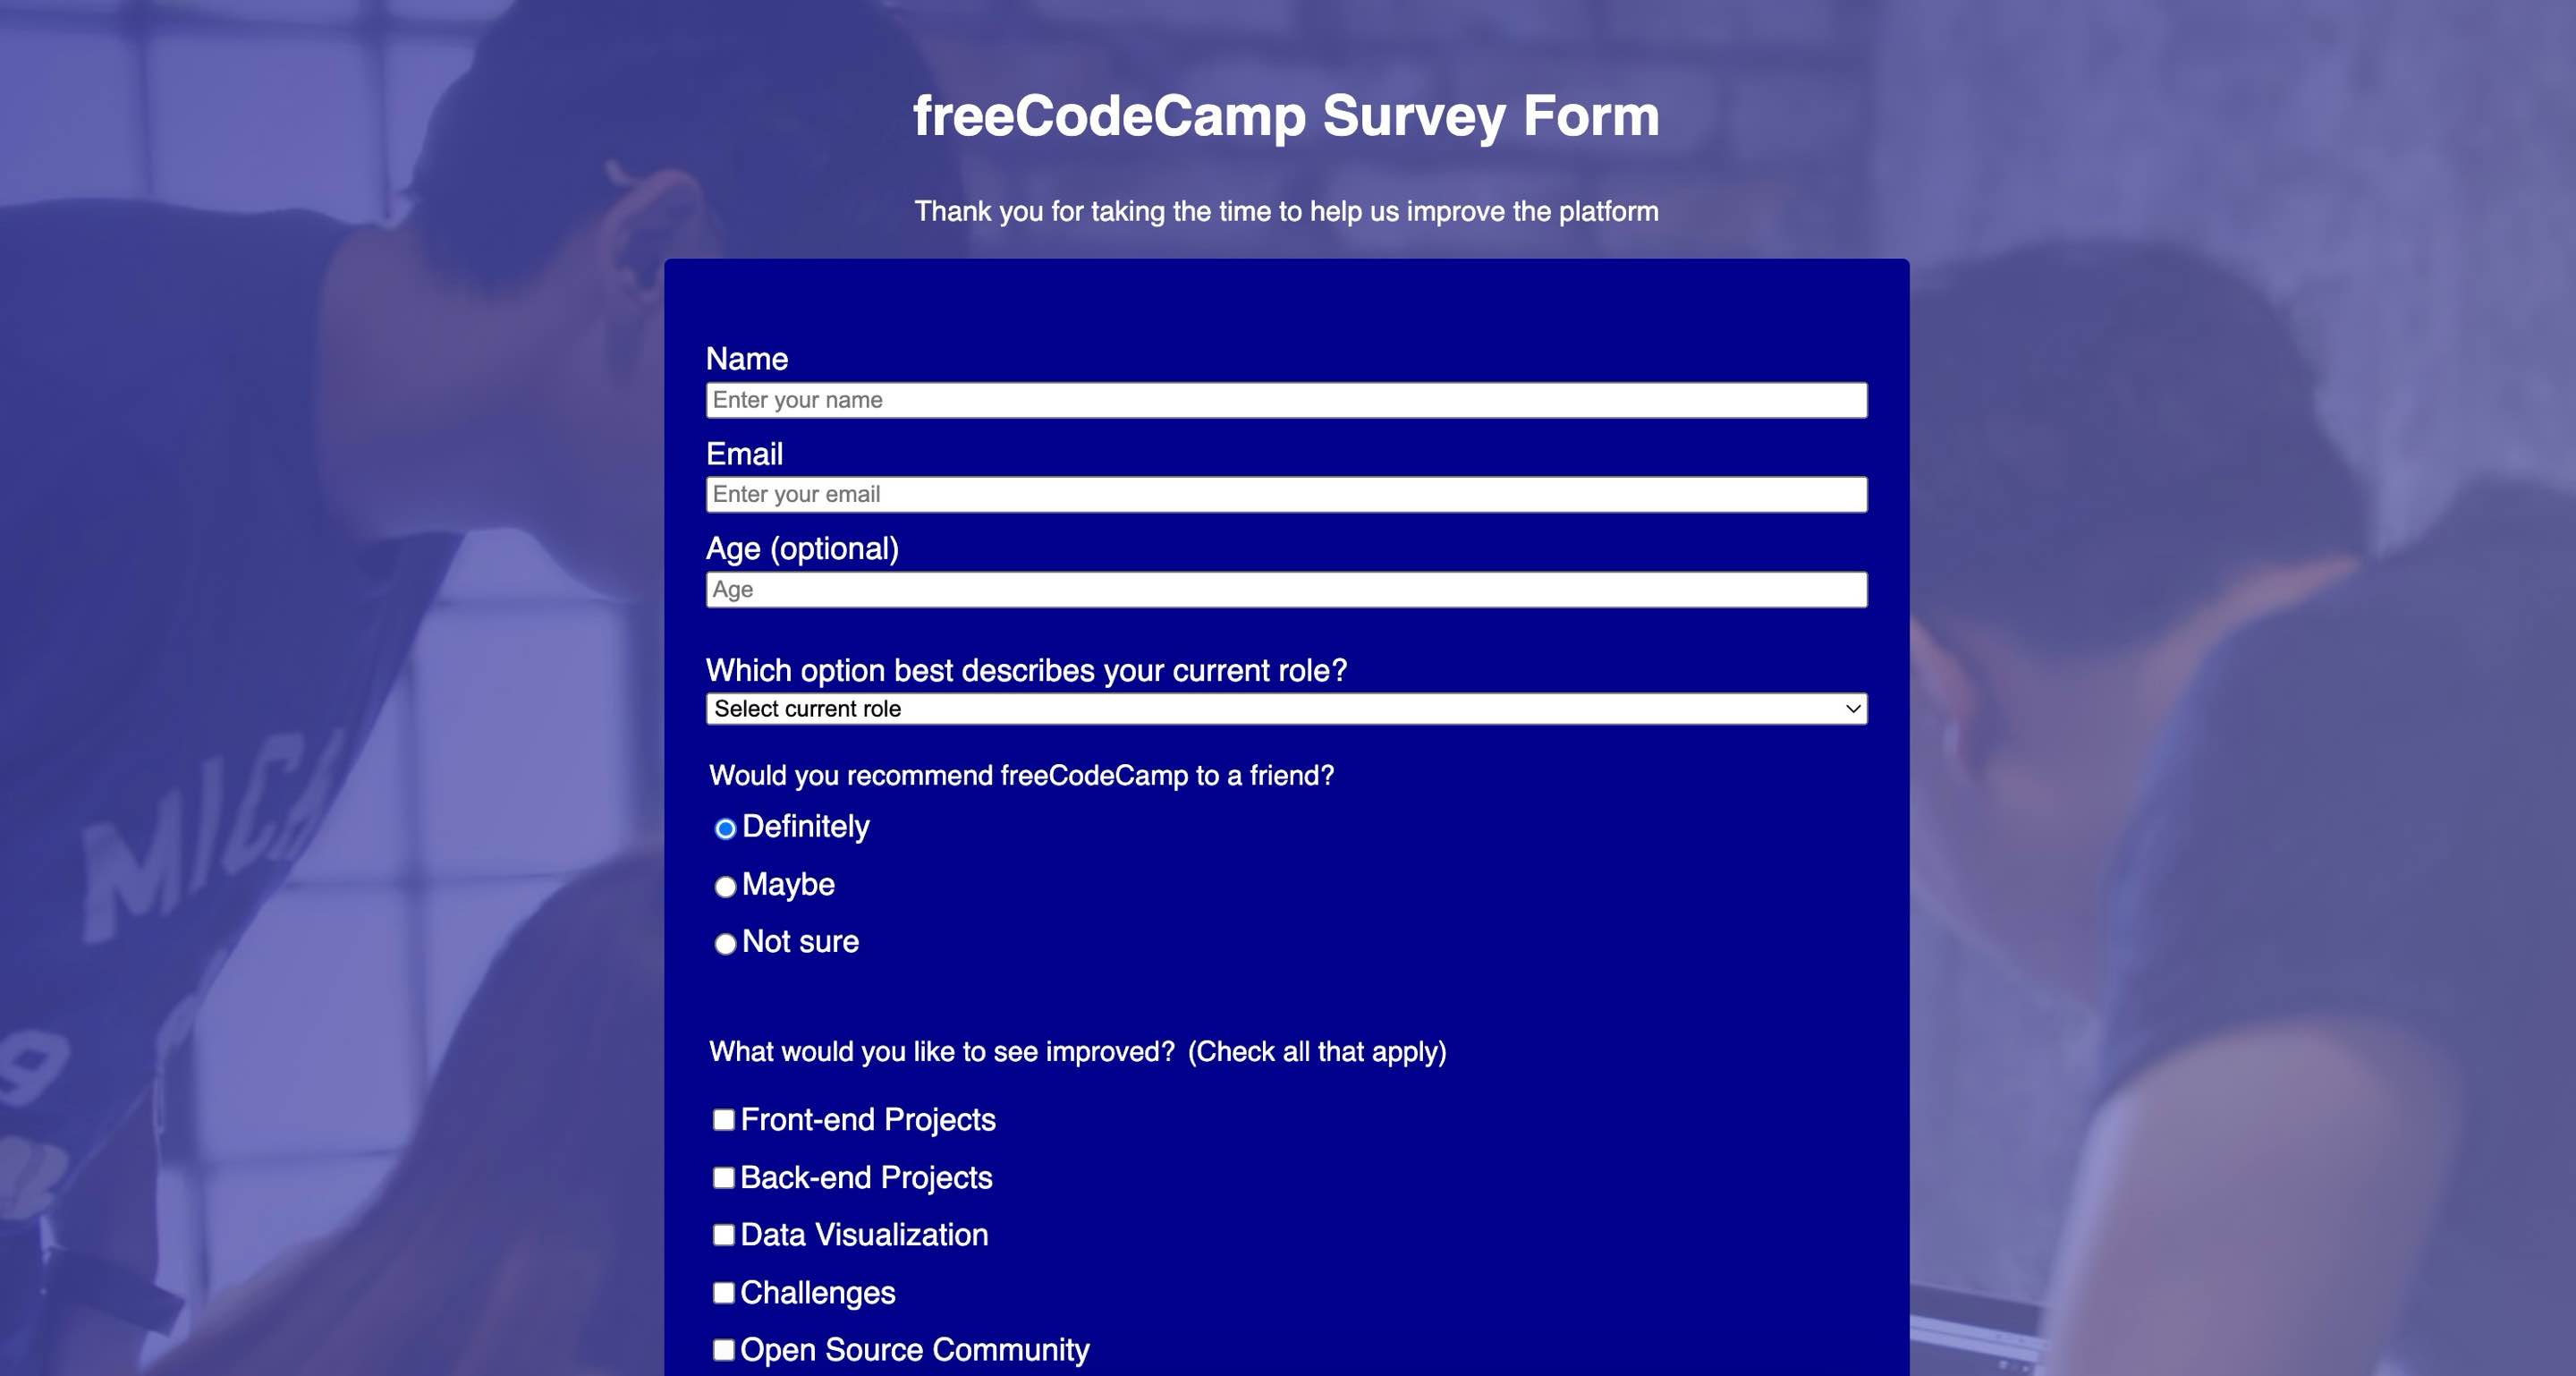 freeCodeCamp Survey Form
Thank you for taking the time to help us improve the platform
Name
Enter your name
Email
Enter your email
Age (optional)
Age
Which option best describes your current role?
Select current role
Would you recommend freeCodeCamp to a friend?
Definitely
Maybe
Not sure
What would you like to see improved? (Check all that apply)
Front-end Projects
Back-end Projects
Data Visualization
Challenges
Open Source Community
MICH
9